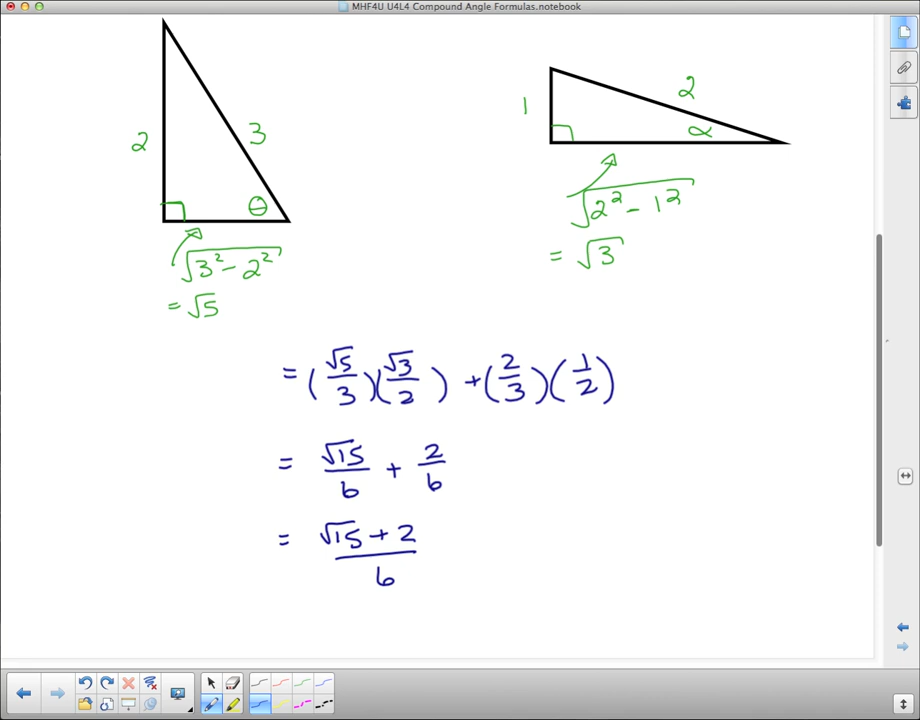 MHF4U U4L4 Compound Angle Formulas.notebook
2
3
θ
√3² - 2²
= √5
1
2
α
√2² - 1²
= √3
= (√5/3)(√3/2) + (2/3)(1/2)
= √15/6 + 2/6
= √15 + 2/6